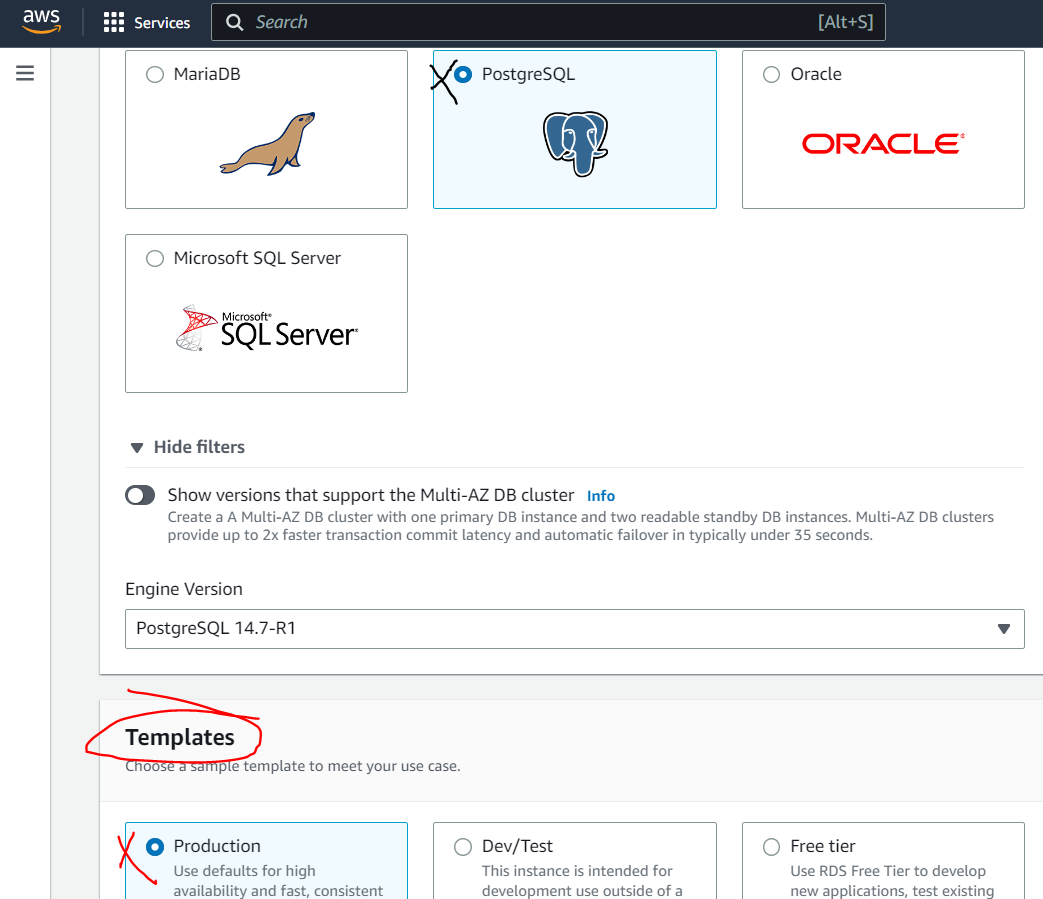 aws
Services
Search
[Alt+S]
MariaDB
PostgreSQL
Oracle
ORACLE®
Microsoft SQL Server
Microsoft®
SQL Server®
Hide filters
Show versions that support the Multi-AZ DB cluster Info
Create a A Multi-AZ DB cluster with one primary DB instance and two readable standby DB instances. Multi-AZ DB clusters
provide up to 2x faster transaction commit latency and automatic failover in typically under 35 seconds.
Engine Version
PostgreSQL 14.7-R1
Templates
Choose a sample template to meet your use case.
Production
Use defaults for high
availability and fast, consistent
Dev/Test
This instance is intended for
development use outside of a
Free tier
Use RDS Free Tier to develop
new applications, test existing